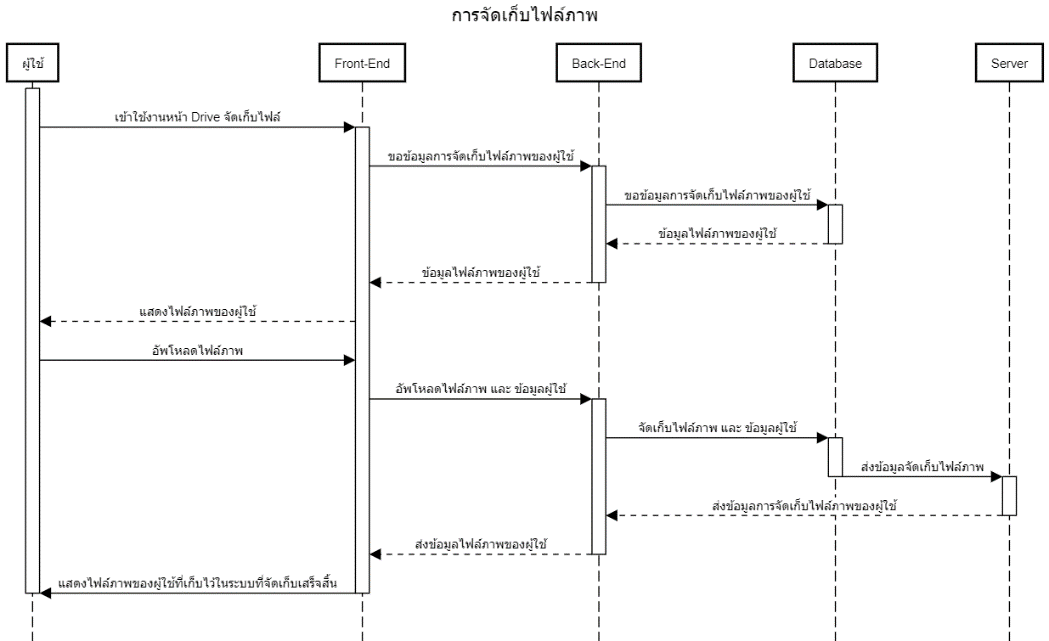 การจัดเก็บไฟล์ภาพ
ผู้ใช้
Front-End
Back-End
Database
Server
เข้าใช้งานหน้า Drive จัดเก็บไฟล์
ขอข้อมูลการจัดเก็บไฟล์ภาพของผู้ใช้
ขอข้อมูลการจัดเก็บไฟล์ภาพของผู้ใช้
ข้อมูลไฟล์ภาพของผู้ใช้
ข้อมูลไฟล์ภาพของผู้ใช้
แสดงไฟล์ภาพของผู้ใช้
อัพโหลดไฟล์ภาพ
อัพโหลดไฟล์ภาพ และ ข้อมูลผู้ใช้
จัดเก็บไฟล์ภาพ และ ข้อมูลผู้ใช้
ส่งข้อมูลจัดเก็บไฟล์ภาพ
ส่งข้อมูลการจัดเก็บไฟล์ภาพของผู้ใช้
ส่งข้อมูลไฟล์ภาพของผู้ใช้
แสดงไฟล์ภาพของผู้ใช้ที่เก็บไว้ในระบบที่จัดเก็บเสร็จสิ้น